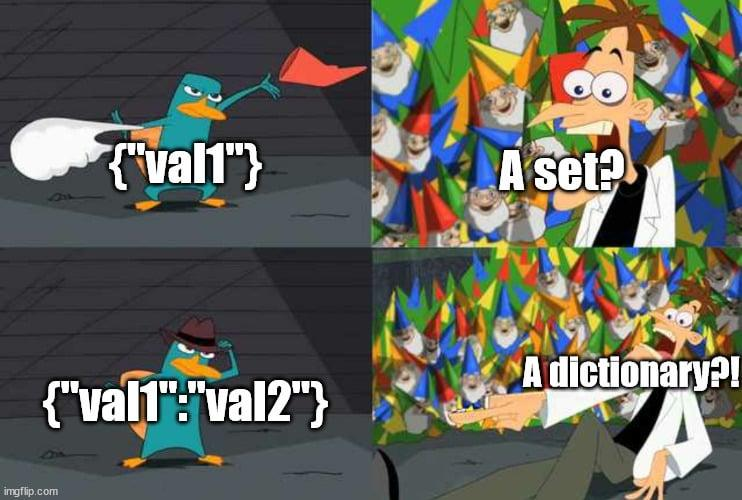 {"val1"}
A set?
{"val1":"val2"}
A dictionary?!
imgflip.com